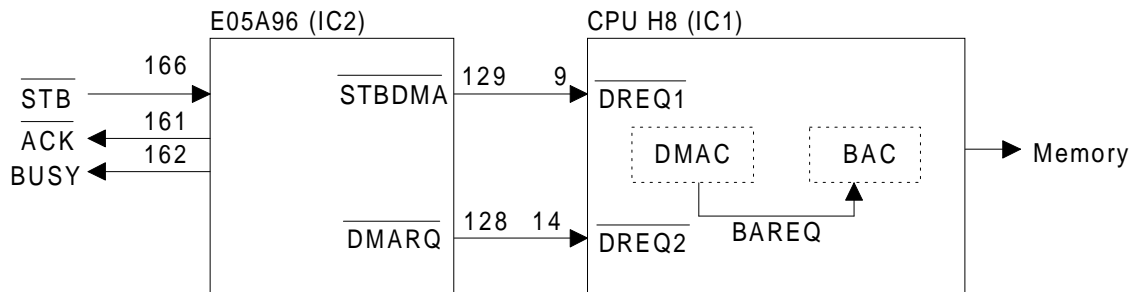 E05A96 (IC2)
CPU H8 (IC1)
166
STB
129
9
STBDMA
DREQ1
161
ACK
162
BUSY
DMAC
BAC
Memory
BAREQ
128
14
DMARQ
DREQ2